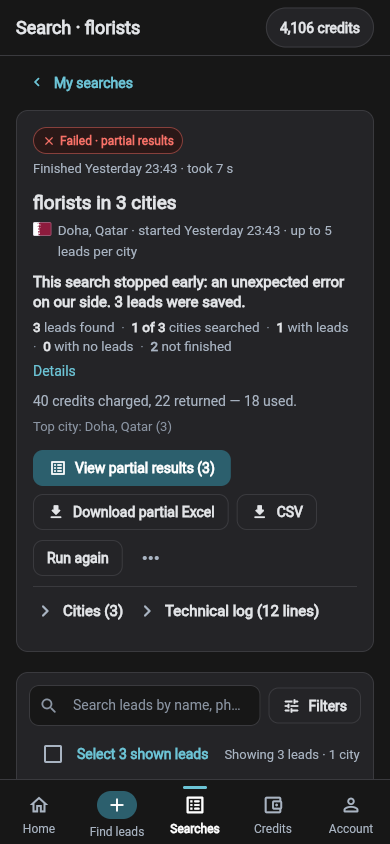 Search · florists
4,106 credits
My searches
Failed · partial results
Finished Yesterday 23:43 · took 7 s
florists in 3 cities
Doha, Qatar · started Yesterday 23:43 · up to 5
leads per city
This search stopped early: an unexpected error
on our side. 3 leads were saved.
3 leads found · 1 of 3 cities searched · 1 with leads
· 0 with no leads · 2 not finished
Details
40 credits charged, 22 returned — 18 used.
Top city: Doha, Qatar (3)
View partial results (3)
Download partial Excel
CSV
Run again
Cities (3)
Technical log (12 lines)
Search leads by name, ph...
Filters
Select 3 shown leads
Showing 3 leads · 1 city
Home
Find leads
Searches
Credits
Account